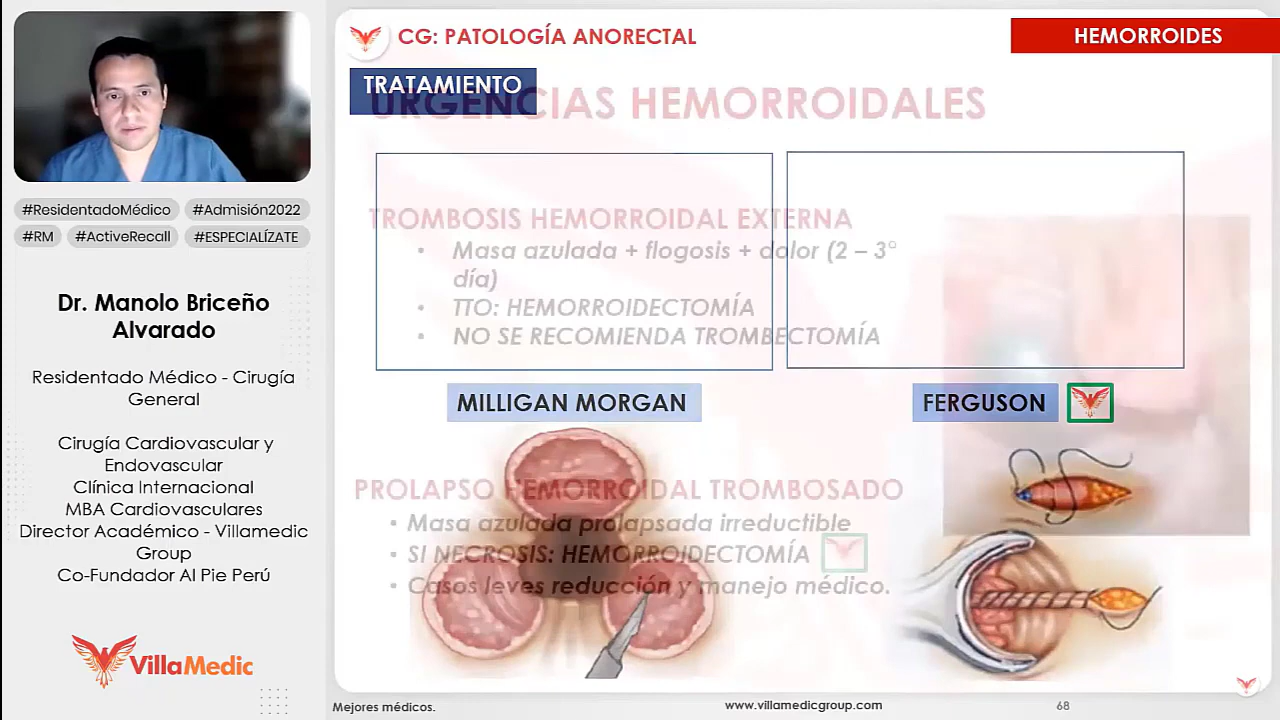 CG: PATOLOGÍA ANORECTAL
HEMORROIDES
TRATAMIENTO
URGENCIAS HEMORROIDALES
TROMBOSIS HEMORROIDAL EXTERNA
• Masa azulada + flogosis + dolor (2 – 3°
día)
• TTO: HEMORROIDECTOMÍA
• NO SE RECOMIENDA TROMBECTOMÍA
MILLIGAN MORGAN
FERGUSON
PROLAPSO HEMORROIDAL TROMBOSADO
• Masa azulada prolapsada irreductible
• SI NECROSIS: HEMORROIDECTOMÍA
• Casos leves reducción y manejo médico.
#ResidentadoMédico #Admisión2022
#RM #ActiveRecall #ESPECIALÍZATE
Dr. Manolo Briceño
Alvarado
Residentado Médico - Cirugía
General
Cirugía Cardiovascular y
Endovascular
Clínica Internacional
MBA Cardiovasculares
Director Académico - Villamedic
Group
Co-Fundador Al Pie Perú
VillaMedic
Mejores médicos.
www.villamedicgroup.com
68